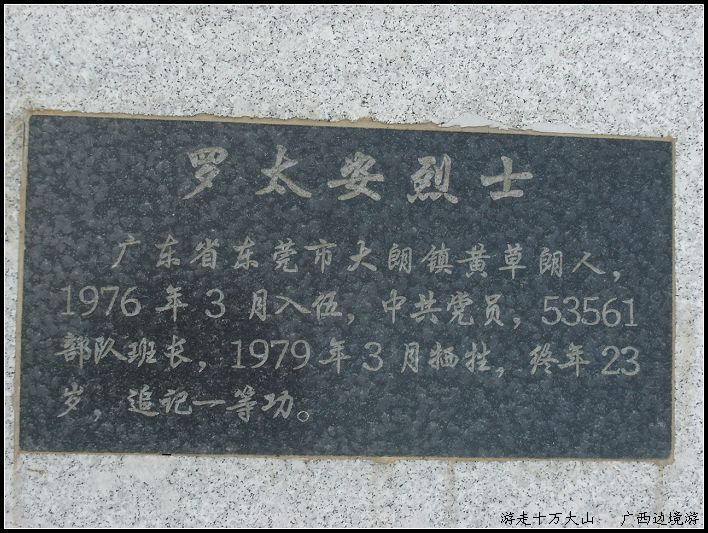 罗太安烈士
广东省东莞市大朗镇黄草朗人，
1976年3月入伍，中共党员，53561
部队班长，1979年3月牺牲，终年23
岁，追记一等功。
游走十万大山 广西边境游